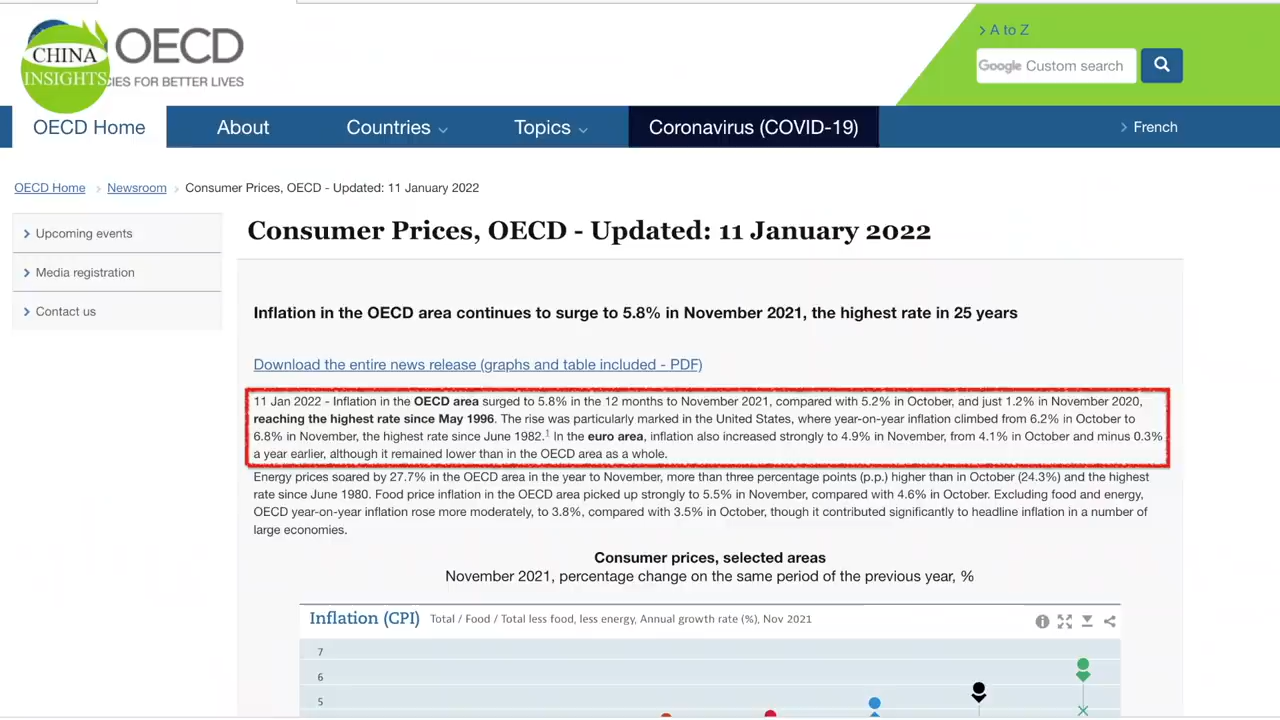 CHINA
INSIGHTS
OECD
IES FOR BETTER LIVES
A to Z
Google Custom search
OECD Home
About
Countries
Topics
Coronavirus (COVID-19)
French
OECD Home
Newsroom
Consumer Prices, OECD - Updated: 11 January 2022
Upcoming events
Media registration
Contact us
Consumer Prices, OECD - Updated: 11 January 2022
Inflation in the OECD area continues to surge to 5.8% in November 2021, the highest rate in 25 years
Download the entire news release (graphs and table included - PDF)
11 Jan 2022 - Inflation in the OECD area surged to 5.8% in the 12 months to November 2021, compared with 5.2% in October, and just 1.2% in November 2020,
reaching the highest rate since May 1996. The rise was particularly marked in the United States, where year-on-year inflation climbed from 6.2% in October to
6.8% in November, the highest rate since June 1982.1 In the euro area, inflation also increased strongly to 4.9% in November, from 4.1% in October and minus 0.3%
a year earlier, although it remained lower than in the OECD area as a whole.
Energy prices soared by 27.7% in the OECD area in the year to November, more than three percentage points (p.p.) higher than in October (24.3%) and the highest
rate since June 1980. Food price inflation in the OECD area picked up strongly to 5.5% in November, compared with 4.6% in October. Excluding food and energy,
OECD year-on-year inflation rose more moderately, to 3.8%, compared with 3.5% in October, though it contributed significantly to headline inflation in a number of
large economies.
Consumer prices, selected areas
November 2021, percentage change on the same period of the previous year, %
Inflation (CPI) Total / Food / Total less food, less energy, Annual growth rate (%), Nov 2021
7
6
5